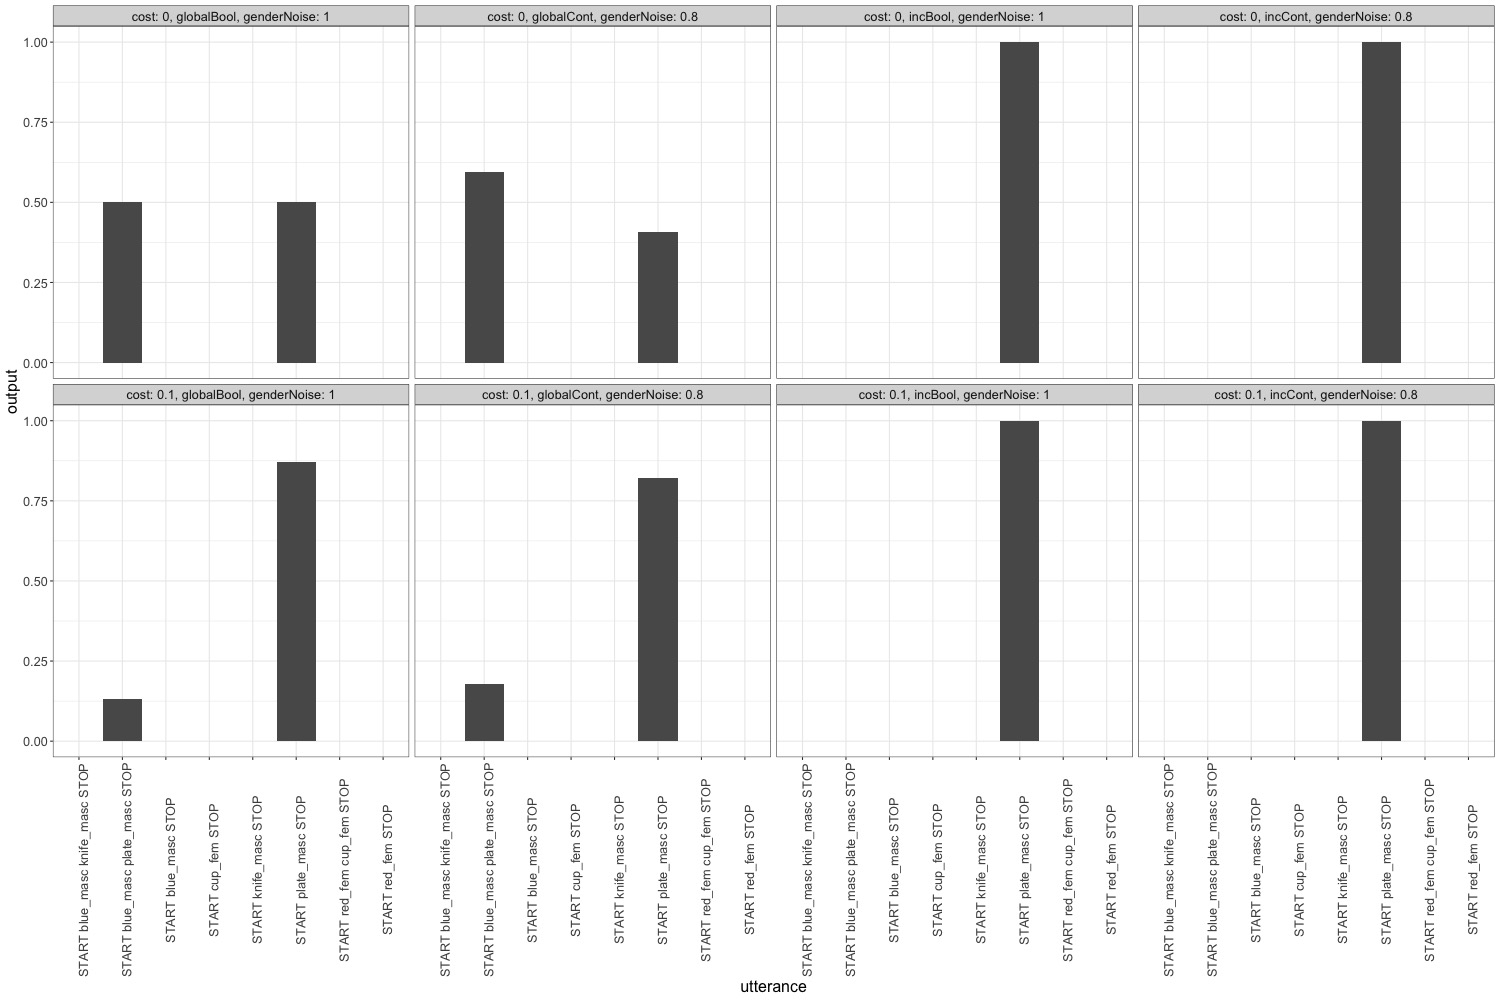 cost: 0, globalBool, genderNoise: 1
cost: 0, globalCont, genderNoise: 0.8
cost: 0, incBool, genderNoise: 1
cost: 0, incCont, genderNoise: 0.8
1.00
0.75
0.50
0.25
0.00
output
cost: 0.1, globalBool, genderNoise: 1
cost: 0.1, globalCont, genderNoise: 0.8
cost: 0.1, incBool, genderNoise: 1
cost: 0.1, incCont, genderNoise: 0.8
1.00
0.75
0.50
0.25
0.00
START blue_masc knife_masc STOP
START blue_masc plate_masc STOP
START blue_masc STOP
START cup_fem STOP
START knife_masc STOP
START plate_masc STOP
START red_fem cup_fem STOP
START red_fem STOP
START blue_masc knife_masc STOP
START blue_masc plate_masc STOP
START blue_masc STOP
START cup_fem STOP
START knife_masc STOP
START plate_masc STOP
START red_fem cup_fem STOP
START red_fem STOP
START blue_masc knife_masc STOP
START blue_masc plate_masc STOP
START blue_masc STOP
START cup_fem STOP
START knife_masc STOP
START plate_masc STOP
START red_fem cup_fem STOP
START red_fem STOP
START blue_masc knife_masc STOP
START blue_masc plate_masc STOP
START blue_masc STOP
START cup_fem STOP
START knife_masc STOP
START plate_masc STOP
START red_fem cup_fem STOP
START red_fem STOP
utterance